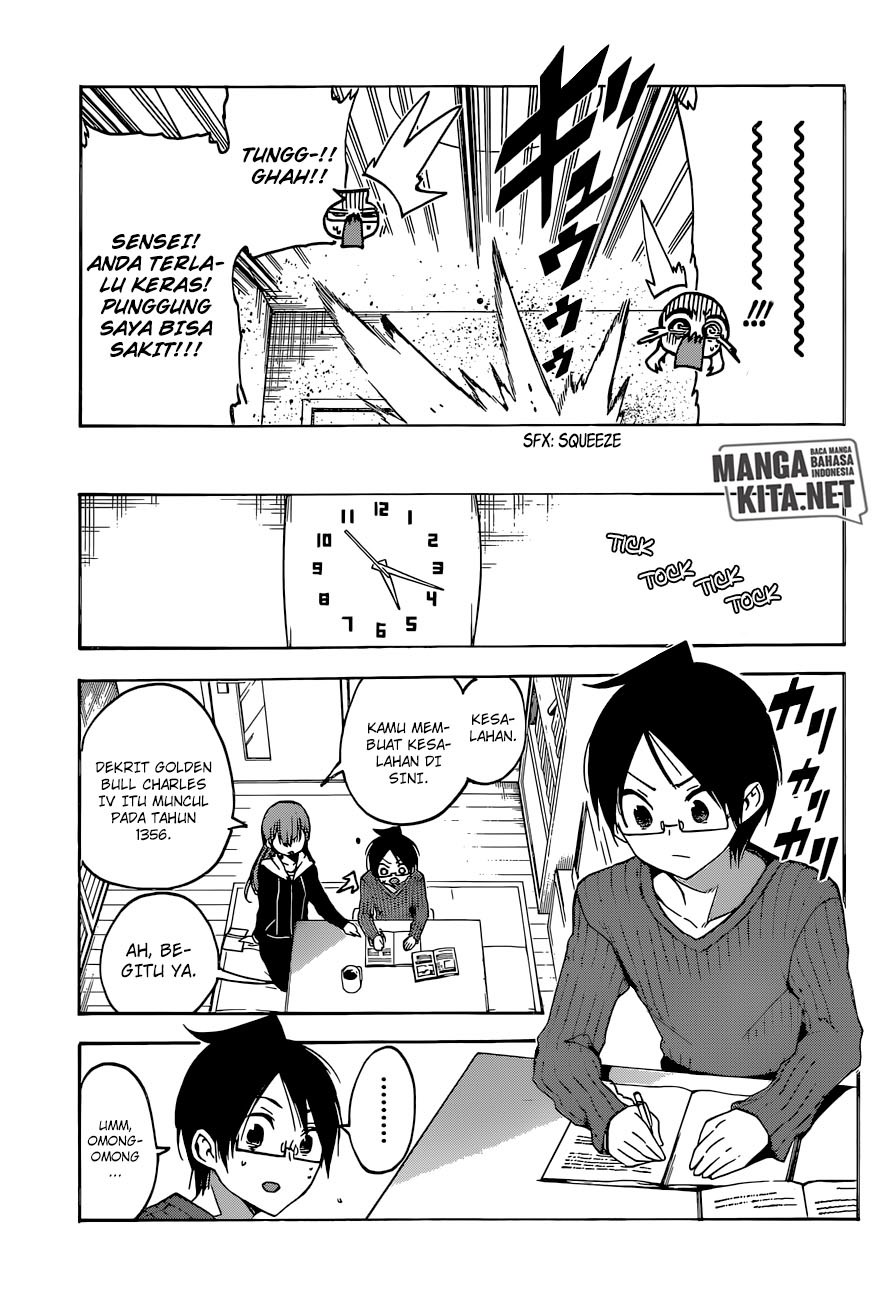 !!!
ギュウウゥゥ
TUNGG-!!
GHAH!!
SENSEI!
ANDA TERLA-
LU KERAS!
PUNGGUNG
SAYA BISA
SAKIT!!!
SFX: SQUEEZE
MANGA
KITA.NET
BACA MANGA
BAHASA
INDONESIA
12
1
2
3
4
5
6
7
8
9
10
11
TICK
TOCK
TICK
TOCK
カリ
カリ
KESA-
LAHAN.
KAMU MEM-
BUAT KESA-
LAHAN DI
SINI.
DEKRIT GOLDEN
BULL CHARLES
IV ITU MUNCUL
PADA TAHUN
1356.
AH, BE-
GITU YA.
UMM,
OMONG-
OMONG
...